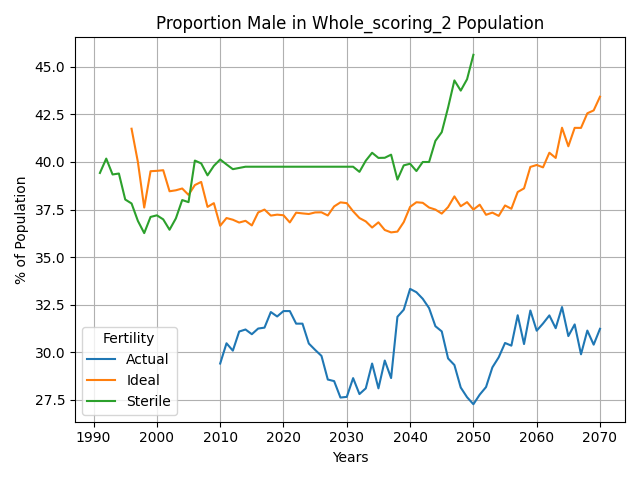 Proportion Male in Whole_scoring_2 Population
% of Population
45.0
42.5
40.0
37.5
35.0
32.5
30.0
27.5
Fertility
Actual
Ideal
Sterile
1990 2000 2010 2020 2030 2040 2050 2060 2070
Years